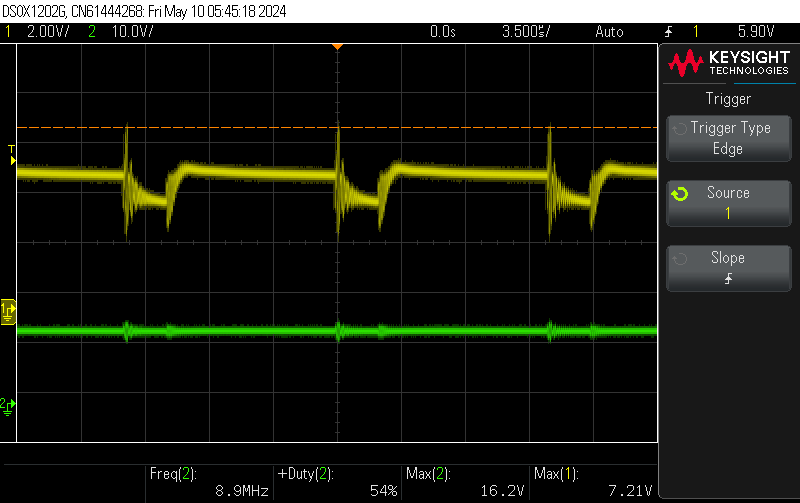 DSOX1202G, CN61444268: Fri May 10 05:45:18 2024
1 2.00V/ 2 10.0V/ 0.0s 3.500s/ Auto 1 5.90V
KEYSIGHT
TECHNOLOGIES
Trigger
Trigger Type
Edge
Source
1
Slope
T
1
2
Freq(2): +Duty(2): Max(2): Max(1):
8.9MHz 54% 16.2V 7.21V